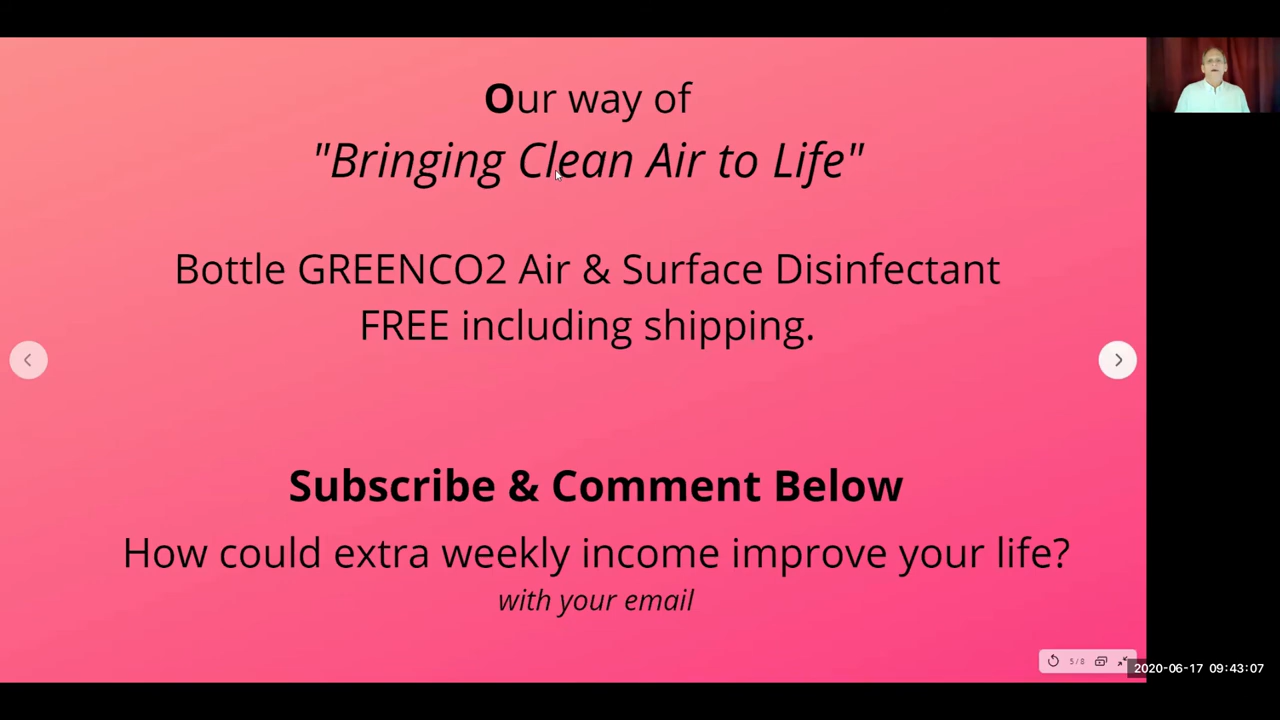 Our way of
"Bringing Clean Air to Life"
Bottle GREENCO2 Air & Surface Disinfectant
FREE including shipping.
Subscribe & Comment Below
How could extra weekly income improve your life?
with your email
5/8
2020-06-17 09:43:07